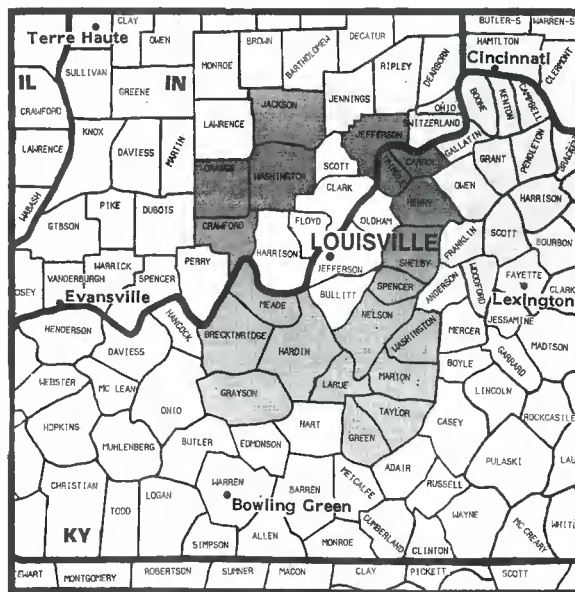 CLAY
BUTLER-S
WARREN-S
Terre Haute
OWEN
BROWN
BARTHOLOMEW
DECATUR
DEARBORN
HAMILTON
CLERMONT
Cincinnati
SULLIVAN
MONROE
RIPLEY
IL
IN
GREENE
JACKSON
JENNINGS
OHIO
BOONE
KENTON
CAMPBELL
CRAWFORD
KNOX
LAWRENCE
JEFFERSON
SWITZERLAND
GALLATIN
PENDLETON
LAWRENCE
DAVIESS
MARTIN
ORANGE
WASHINGTON
SCOTT
TRIMBLE
CARROL
GRANT
WABASH
CLARK
HENRY
OWEN
HARRISON
PIKE
DUBOIS
FLOYD
OLDHAM
GIBSON
CRAWFORD
HARRISON
LOUISVILLE
FRANKLIN
SCOTT
BOURBON
WARRICK
PERRY
JEFFERSON
SHELBY
VANDERBURGH
SPENCER
FAYETTE
CLARK
OSEY
Evansville
MEADE
BULLITT
SPENCER
ANDERSON
WOODFORD
Lexington
HENDERSON
HANCOCK
BRECKINRIDGE
NELSON
JESSAMINE
DAVIESS
HARDIN
WASHINGTON
MERCER
MADISON
WEBSTER
MC LEAN
BOYLE
GARRARD
GRAYSON
LARUE
MARION
LINCOLN
OHIO
TAYLOR
ROCKCASTLE
HOPKINS
HART
CASEY
MUHLENBERG
BUTLER
EDMONSON
GREEN
PULASKI
LAU
ADAIR
CHRISTIAN
WARREN
METCALFE
RUSSELL
LOGAN
BARREN
Bowling Green
WAYNE
TODD
CUMBERLAND
MC CREARY
WHIT
KY
SIMPSON
ALLEN
MONROE
CLINTON
EWART
MONTGOMERY
ROBERTSON
SUMNER
MACON
CLAY
PICKETT
SCOTT